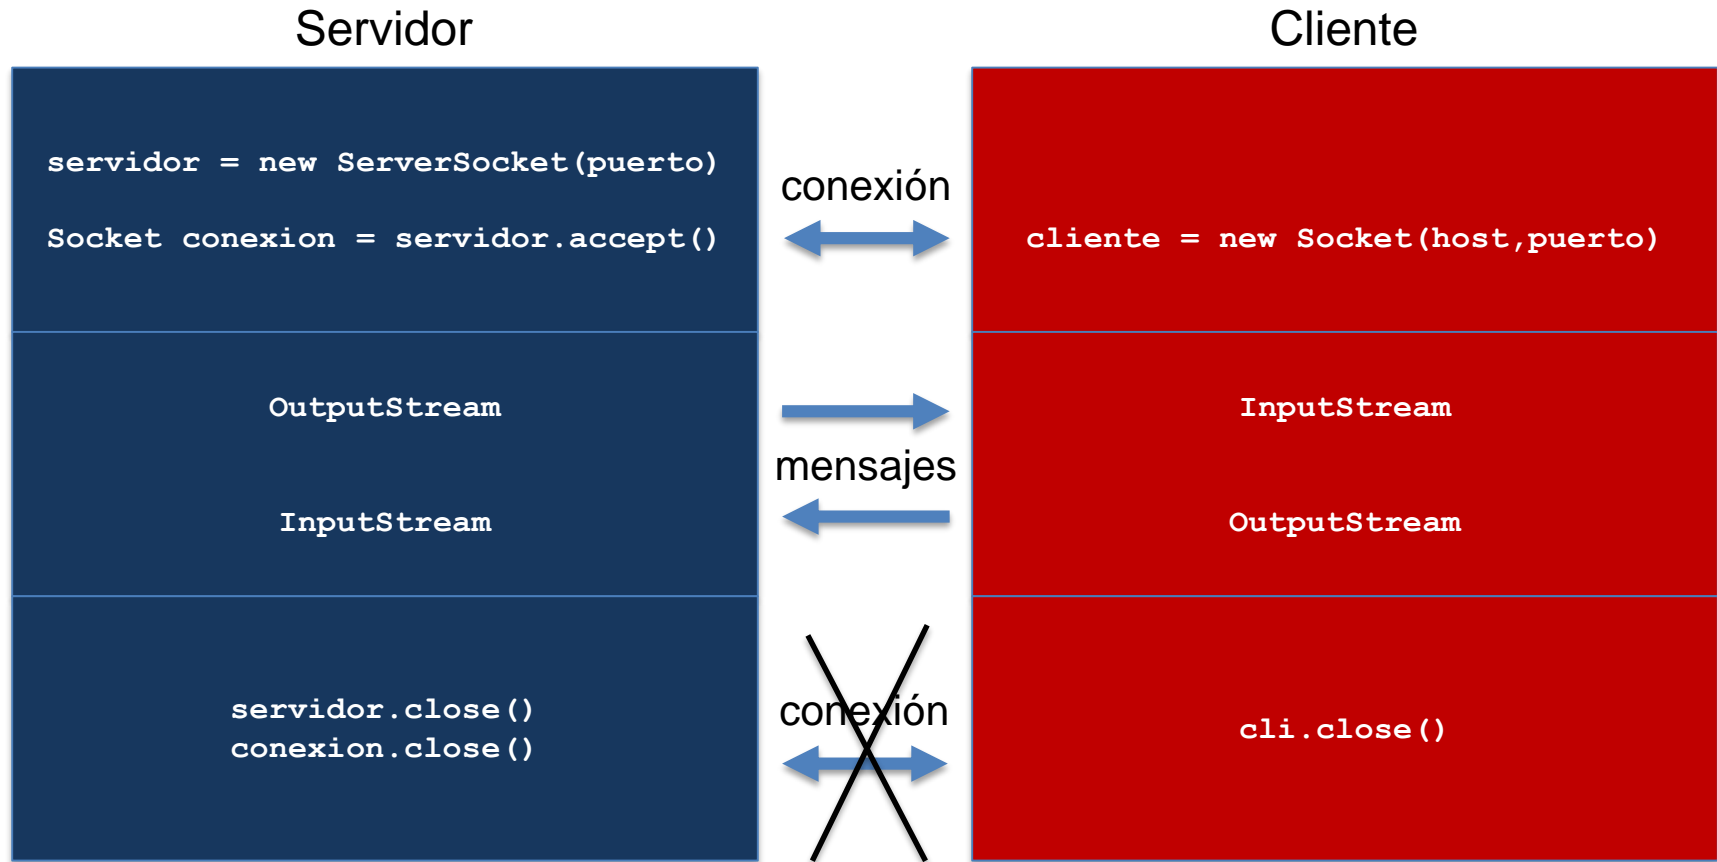 Servidor
Cliente
servidor = new ServerSocket(puerto)
Socket conexion = servidor.accept()
conexión
cliente = new Socket(host,puerto)
OutputStream
InputStream
mensajes
InputStream
OutputStream
servidor.close()
conexion.close()
conexión
cli.close()